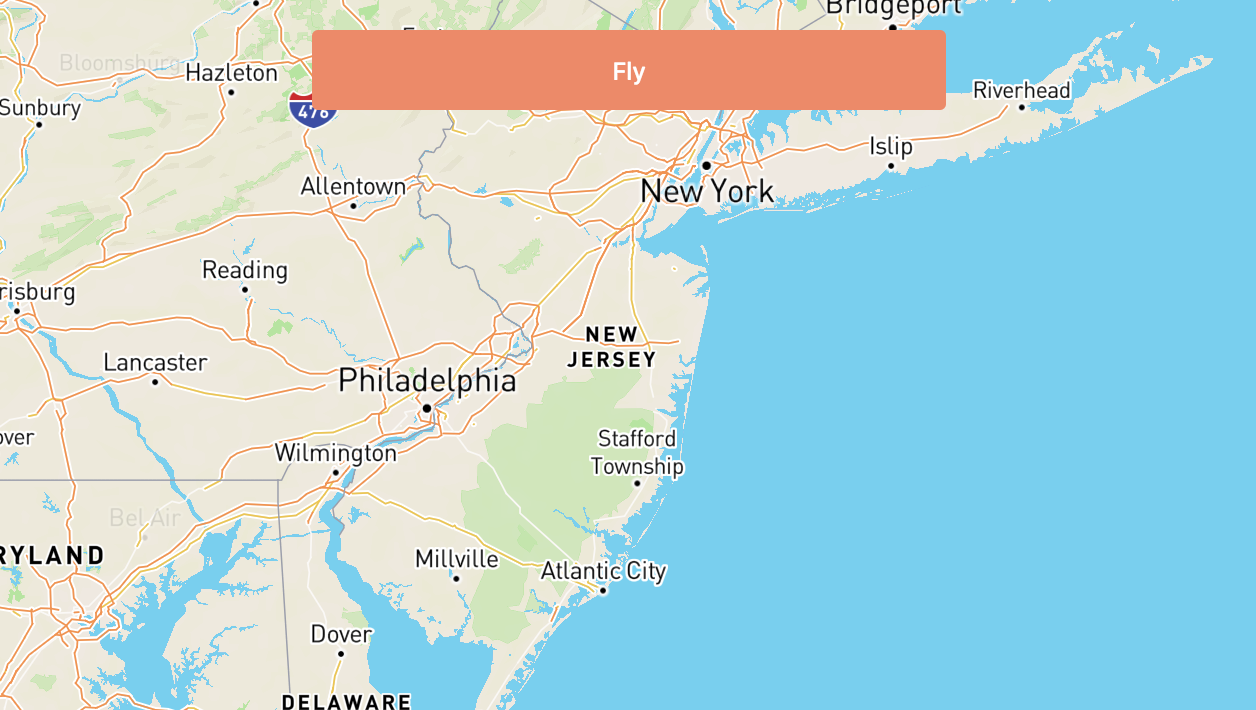 Bridgeport
Fly
Bloomsburg
Hazleton
476
Riverhead
Sunbury
Islip
Allentown
New York
Reading
risburg
NEW
JERSEY
Lancaster
Philadelphia
over
Stafford
Township
Wilmington
Bel Air
RYLAND
Millville
Atlantic City
Dover
DELAWARE